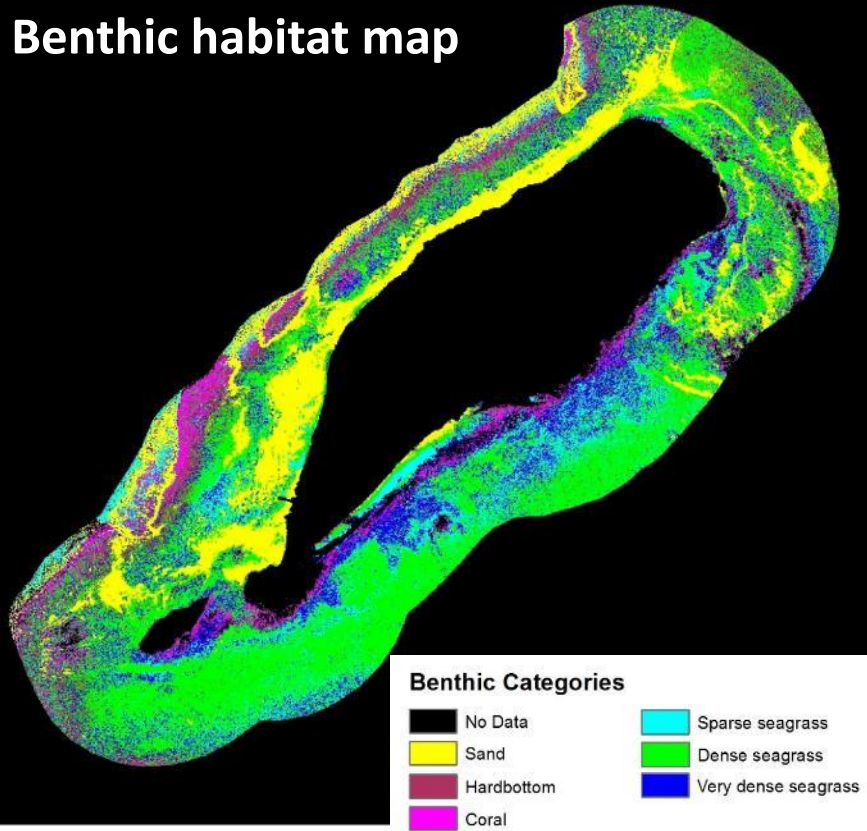 Benthic habitat map
Benthic Categories
No Data
Sand
Hardbottom
Coral
Sparse seagrass
Dense seagrass
Very dense seagrass